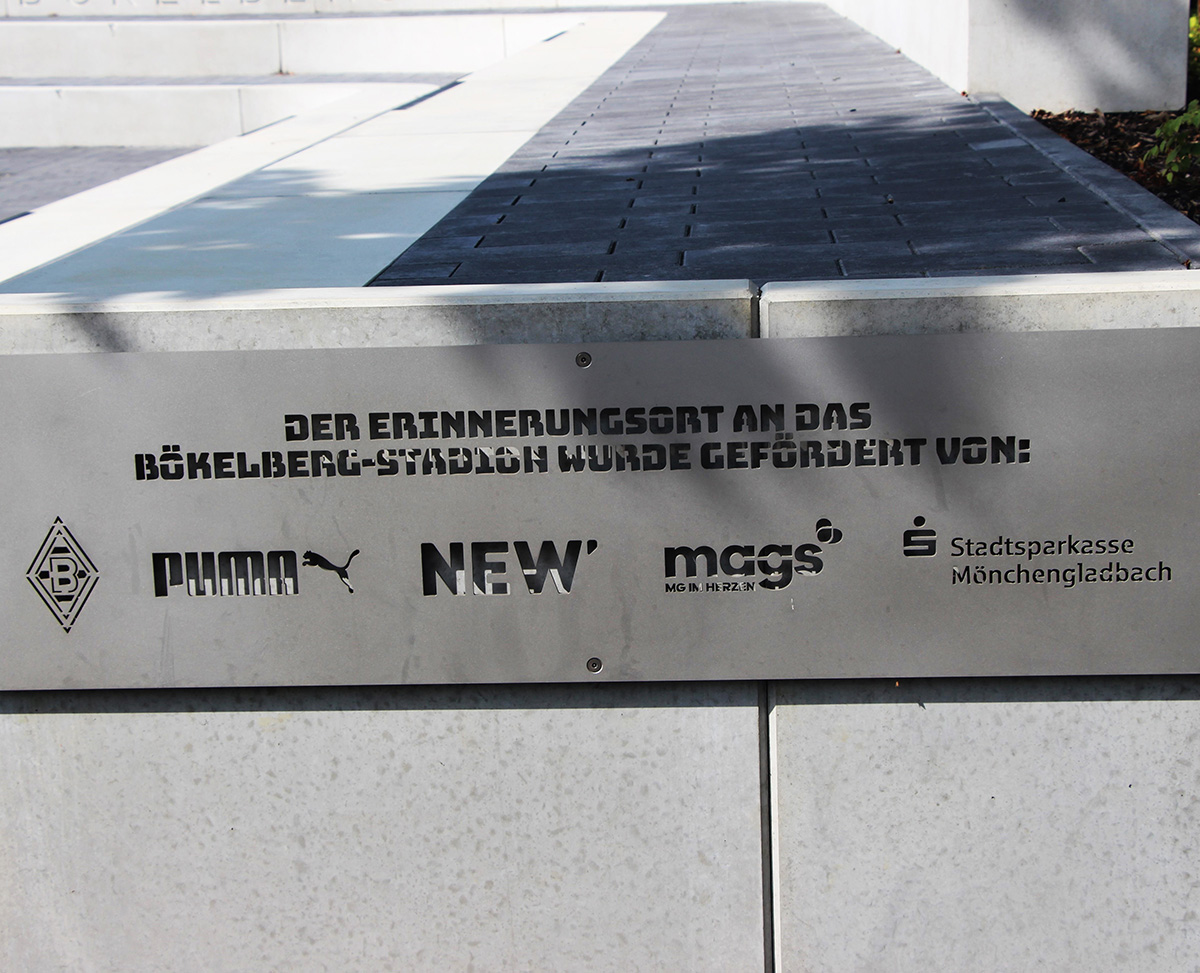 DER ERINNERUNGSORT AN DAS
BÖKELBERG-STADION WURDE GEFÖRDERT VON:
B
PUMA
NEW'
mags
MG IM HERZEN
S
Stadtsparkasse
Mönchengladbach